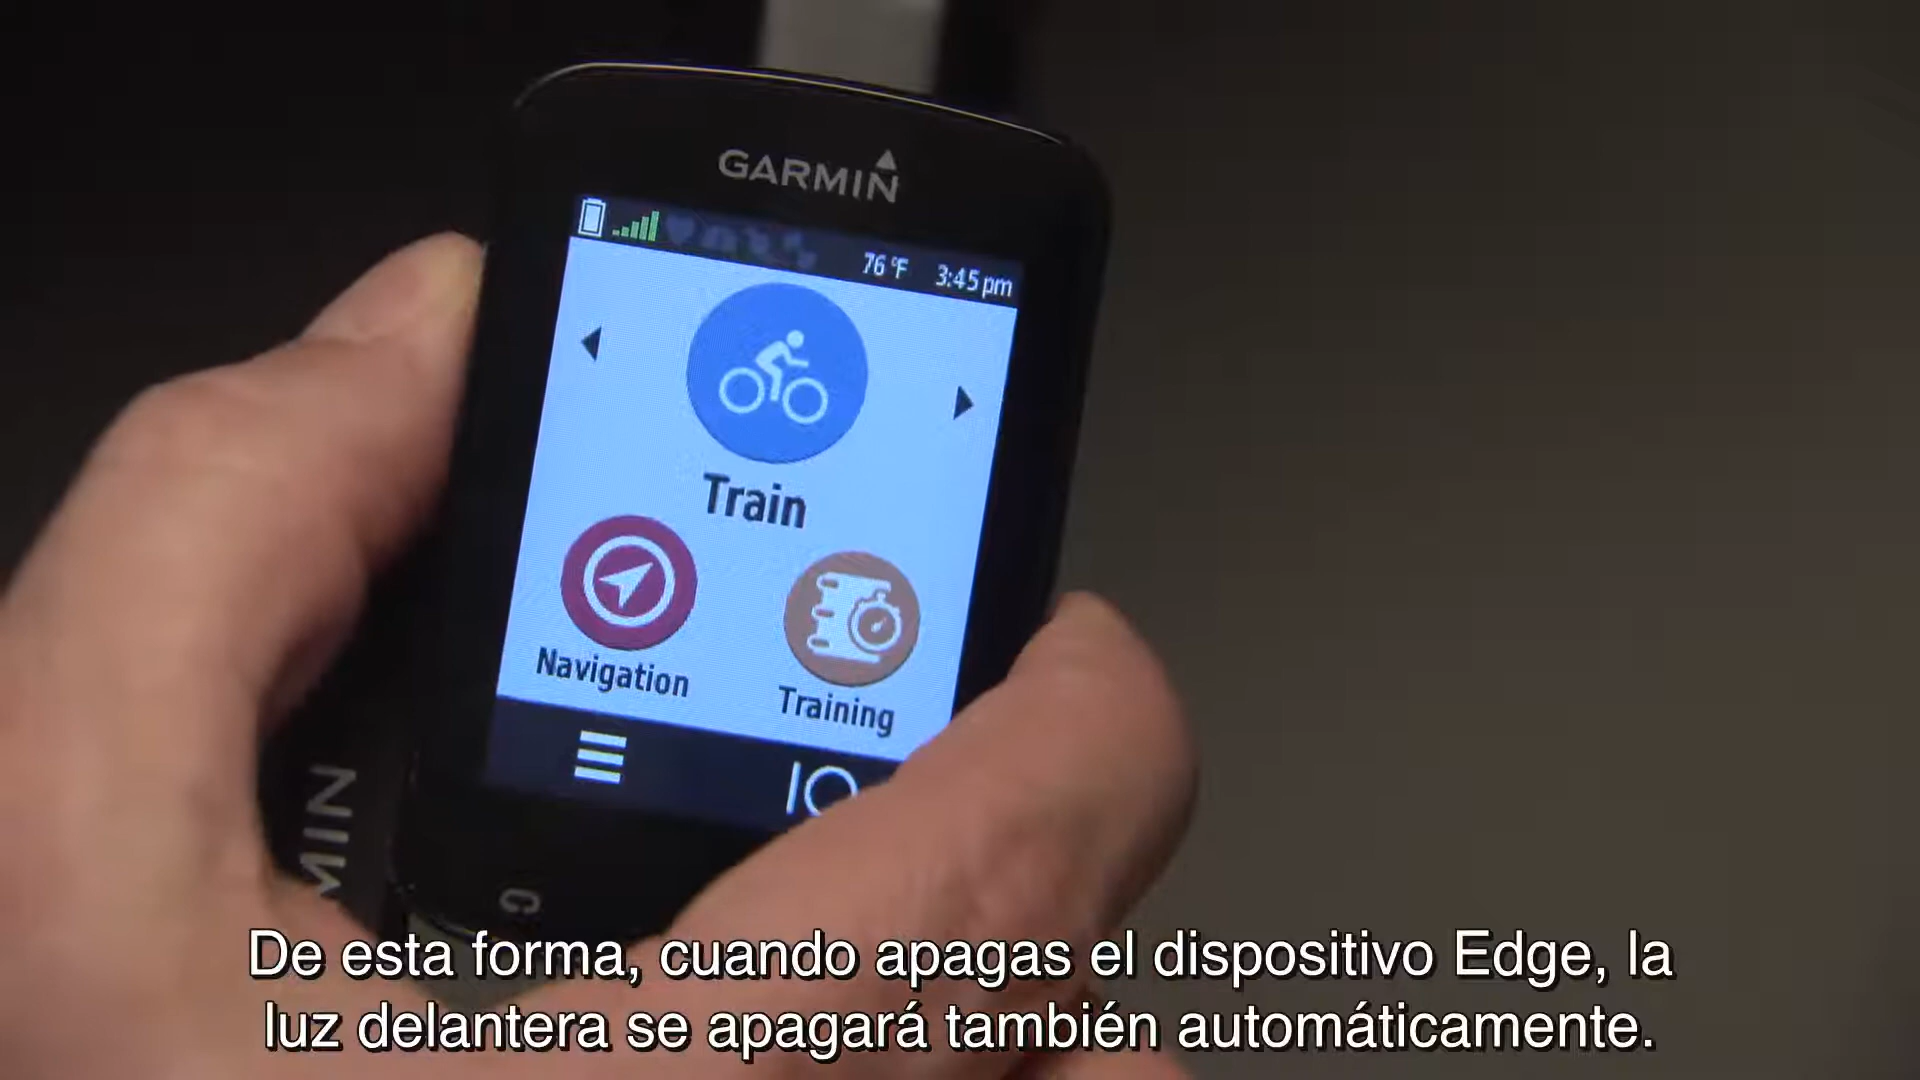 GARMIN
76 °F 3:45 pm
Train
Navigation
Training
MIN
De esta forma, cuando apagas el dispositivo Edge, la
luz delantera se apagará también automáticamente.